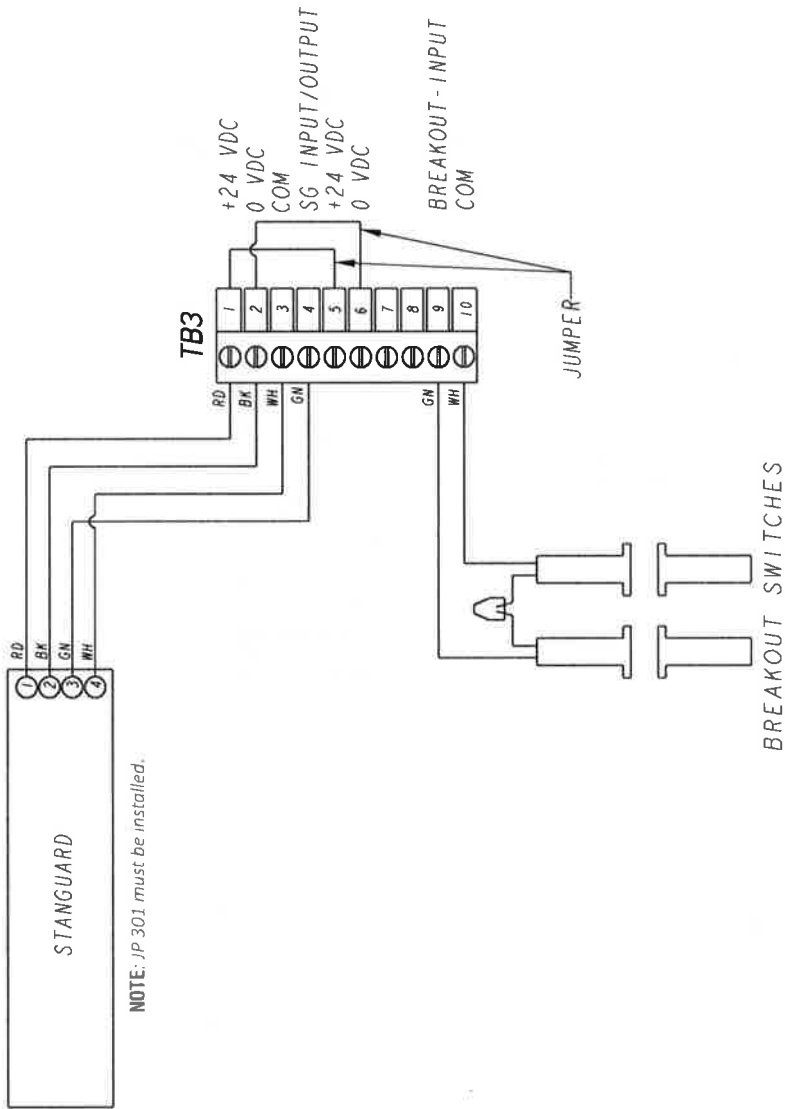 STANGUARD
1
2
3
4
RD
BK
GN
WH
NOTE: JP 301 must be installed.
TB3
RD
BK
WH
GN
GN
WH
1
2
3
4
5
6
7
8
9
10
+24 VDC
0 VDC
COM
SG INPUT/OUTPUT
+24 VDC
0 VDC
BREAKOUT-INPUT
COM
JUMPER
BREAKOUT SWITCHES